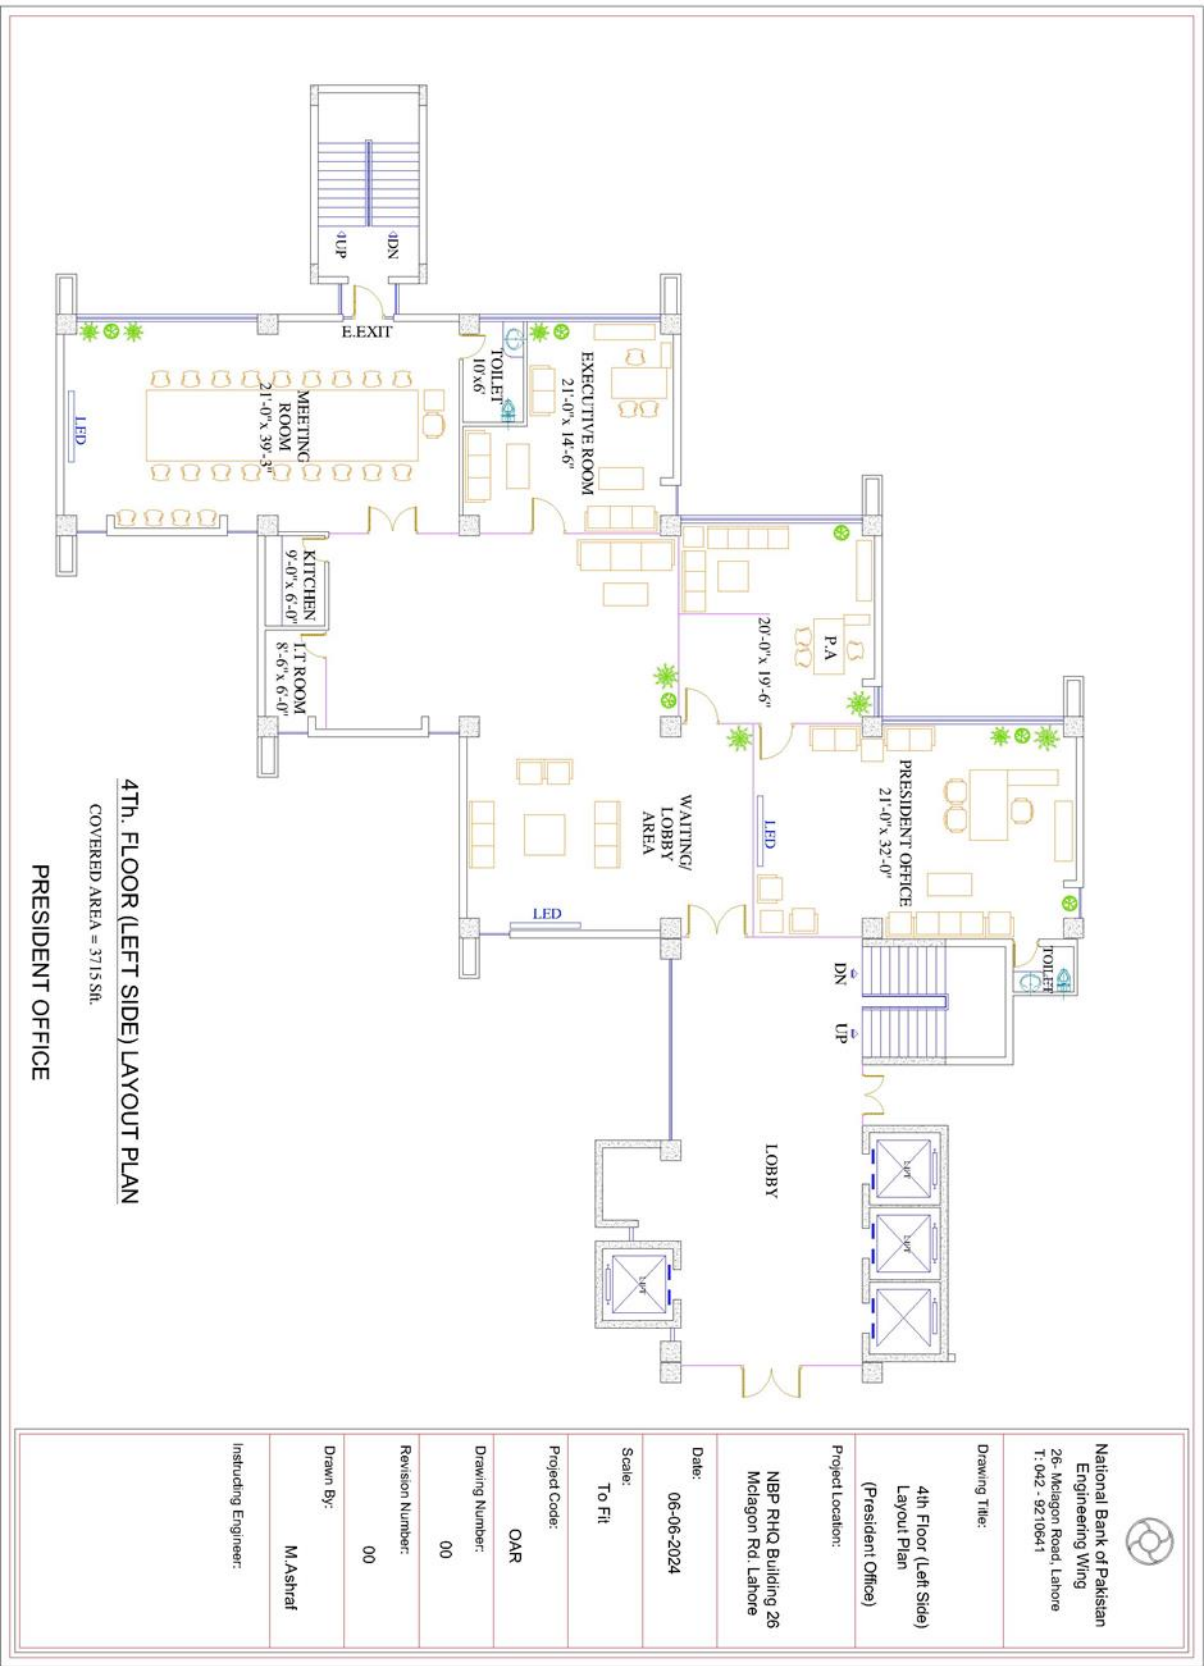 UP
DN
E.EXIT
TOILET
10'x6'
EXECUTIVE ROOM
21'-0"x 14'-6"
MEETING
ROOM
21'-0"x 39'-3"
LED
KITCHEN
9'-0"x 6'-0"
I.T ROOM
8'-6"x 6'-0"
P.A
20'-0"x 19'-6"
PRESIDENT OFFICE
21'-0"x 32'-0"
LED
WAITING/
LOBBY
AREA
LED
TOILET
DN
UP
LOBBY
LIFT
LIFT
LIFT
4Th. FLOOR (LEFT SIDE) LAYOUT PLAN
COVERED AREA = 3715 Sft.
PRESIDENT OFFICE
National Bank of Pakistan
Engineering Wing
26- Mclagon Road, Lahore
T: 042 - 9210641
Drawing Title:
4th Floor (Left Side)
Layout Plan
(President Office)
Project Location:
NBP RHQ Building 26
Mclagon Rd. Lahore
Date:
06-06-2024
Scale:
To Fit
Project Code:
OAR
Drawing Number:
00
Revision Number:
00
Drawn By:
M.Ashraf
Instructing Engineer: